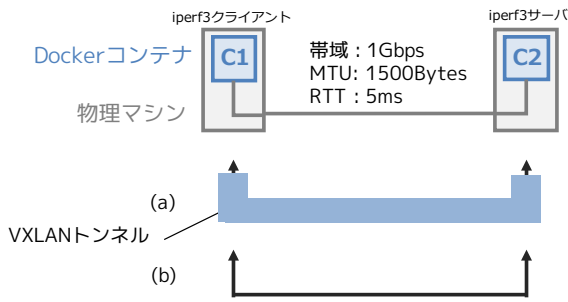 iperf3クライアント
iperf3サーバ
Dockerコンテナ
C1
C2
帯域：1Gbps
MTU: 1500Bytes
RTT：5ms
物理マシン
(a)
VXLANトンネル
(b)